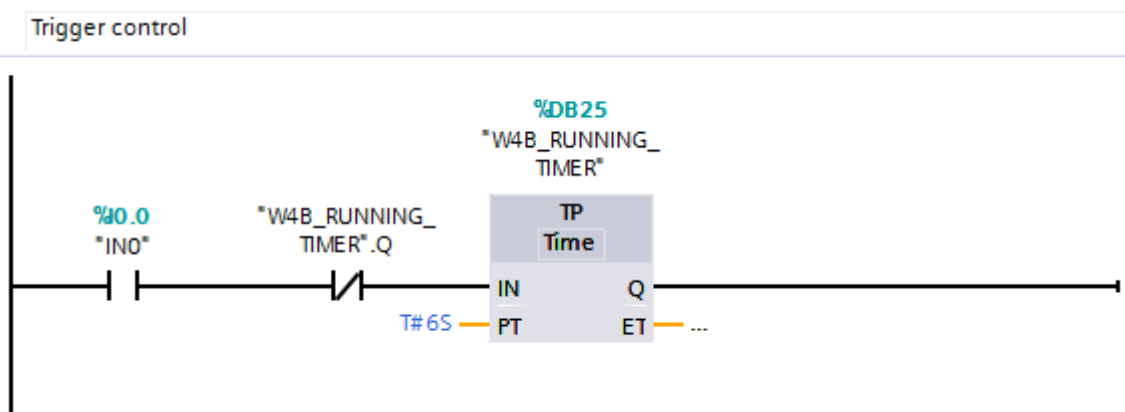 Trigger control
%DB25
"W4B_RUNNING_
TIMER"
%I0.0
"IN0"
"W4B_RUNNING_
TIMER".Q
TP
Time
IN
Q
T#6S
PT
ET
...